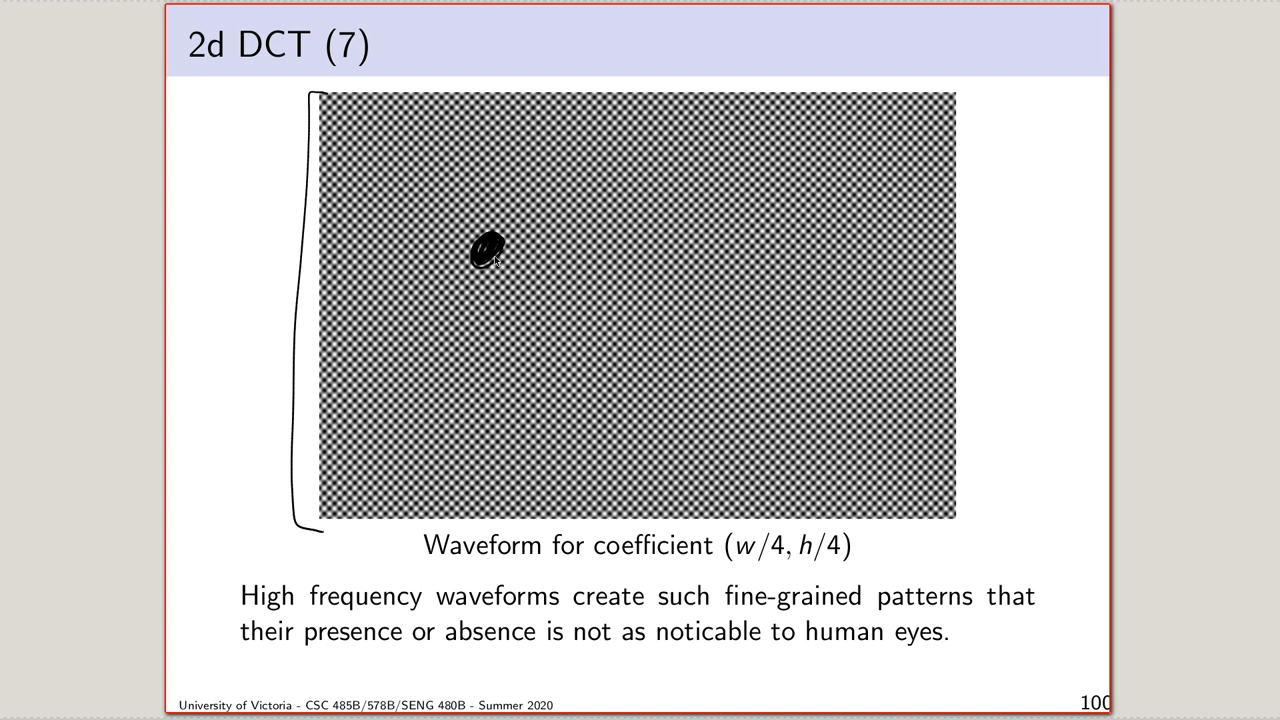 2d DCT (7)
Waveform for coefficient (w/4, h/4)
High frequency waveforms create such fine-grained patterns that
their presence or absence is not as noticable to human eyes.
University of Victoria - CSC 485B/578B/SENG 480B - Summer 2020
100